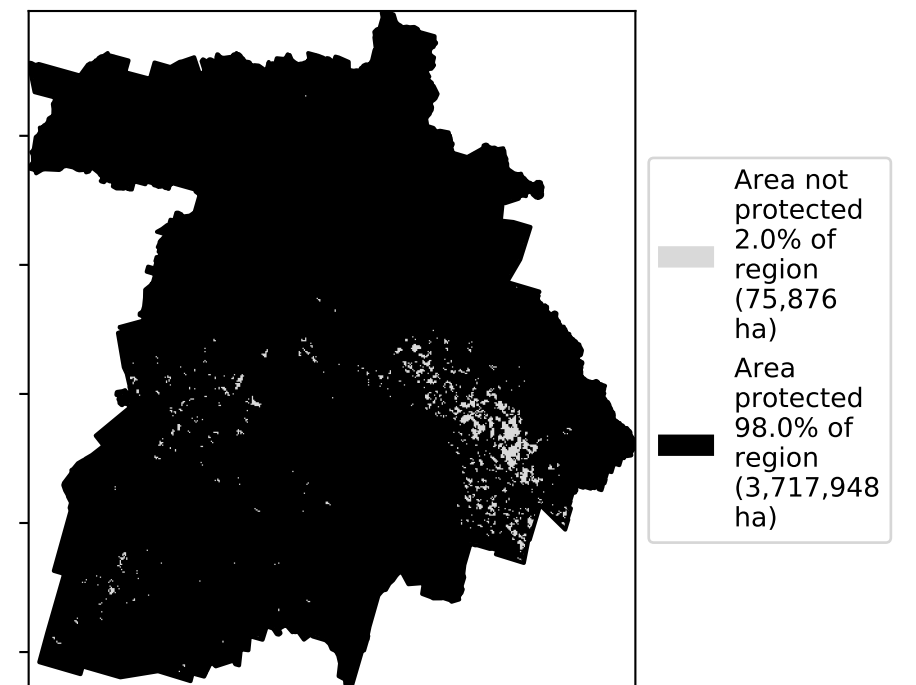 Area not
protected
2.0% of
region
(75,876
ha)
Area
protected
98.0% of
region
(3,717,948
ha)